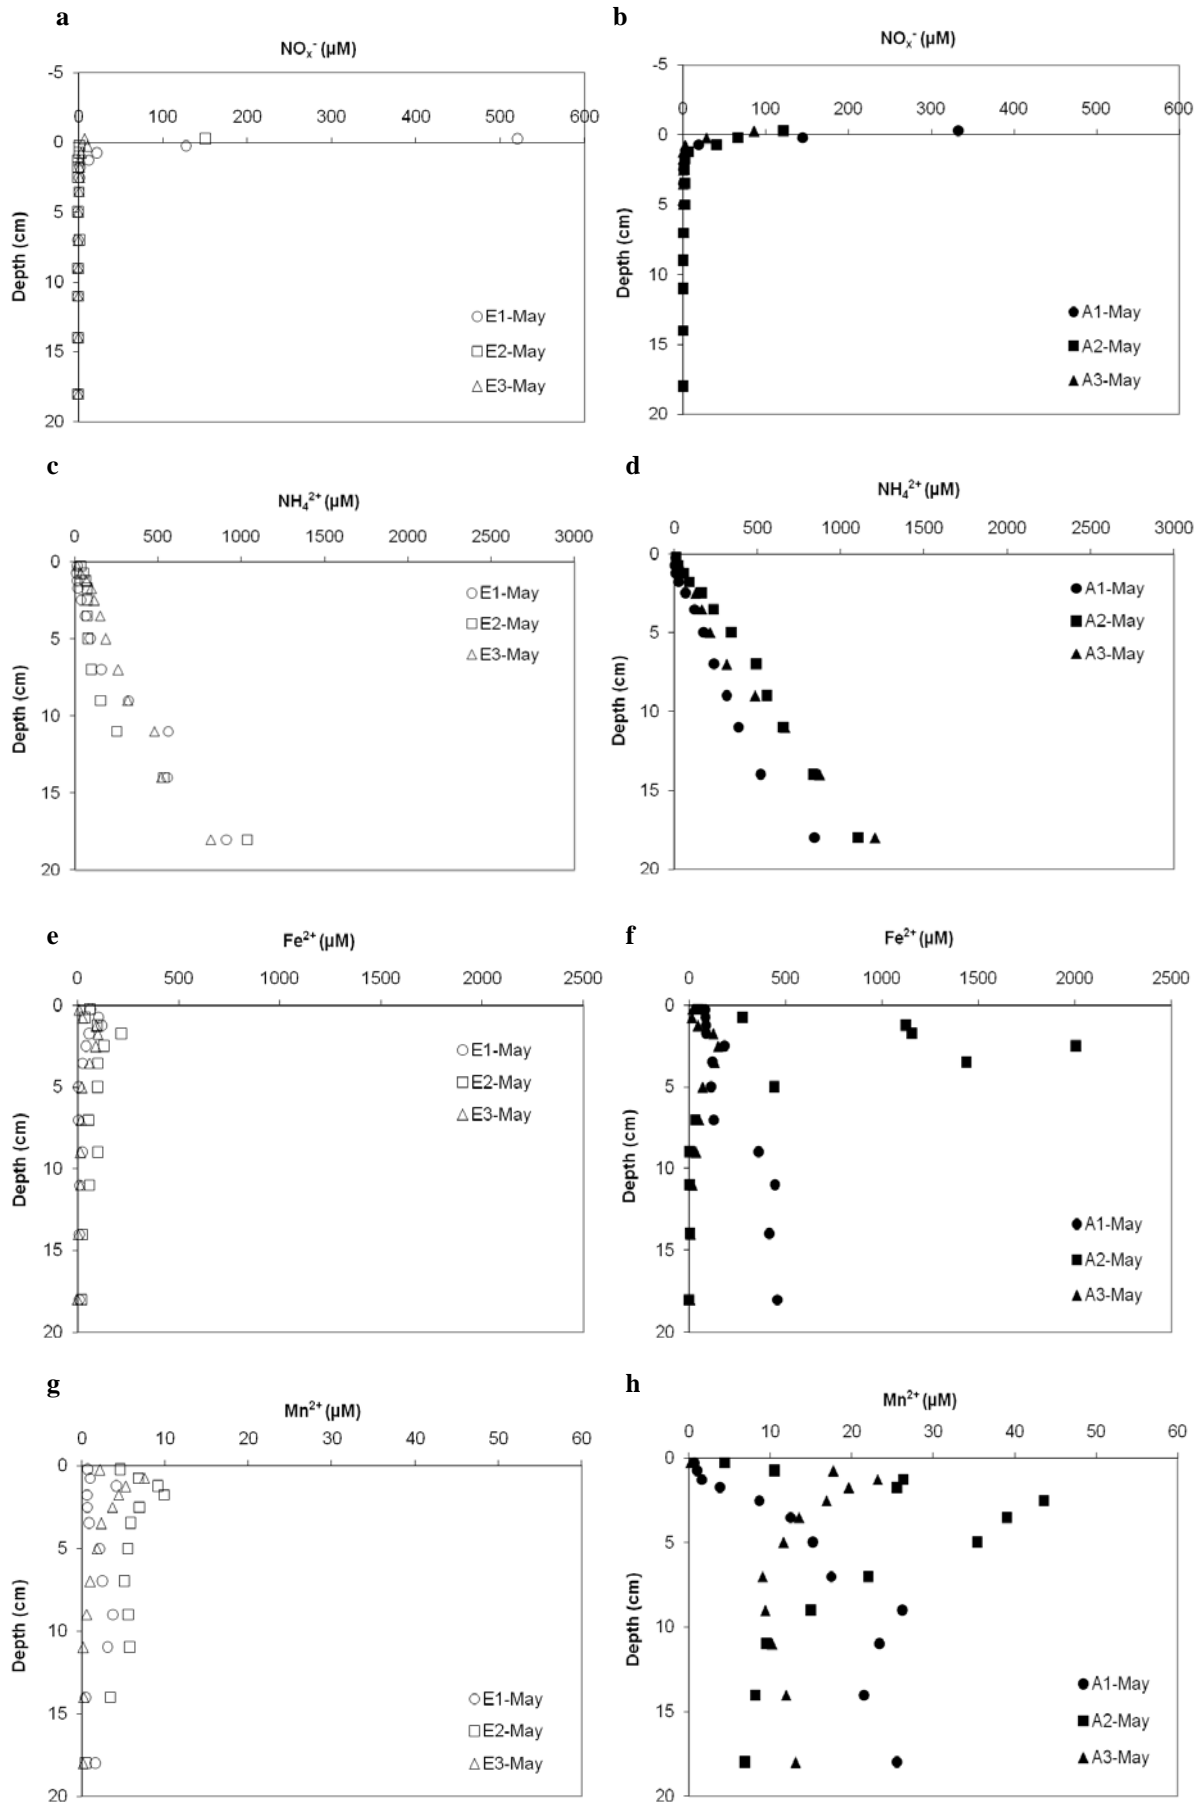 a
NOₓ⁻ (µM)
-5
0 100 200 300 400 500 600
0
5
10
15
20
Depth (cm)
E1-May
E2-May
E3-May
b
NOₓ⁻ (µM)
-5
0 100 200 300 400 500 600
0
5
10
15
20
Depth (cm)
A1-May
A2-May
A3-May
c
NH₄²⁺ (µM)
0 500 1000 1500 2000 2500 3000
0
5
10
15
20
Depth (cm)
E1-May
E2-May
E3-May
d
NH₄²⁺ (µM)
0 500 1000 1500 2000 2500 3000
0
5
10
15
20
Depth (cm)
A1-May
A2-May
A3-May
e
Fe²⁺ (µM)
0 500 1000 1500 2000 2500
0
5
10
15
20
Depth (cm)
E1-May
E2-May
E3-May
f
Fe²⁺ (µM)
0 500 1000 1500 2000 2500
0
5
10
15
20
Depth (cm)
A1-May
A2-May
A3-May
g
Mn²⁺ (µM)
0 10 20 30 40 50 60
0
5
10
15
20
Depth (cm)
E1-May
E2-May
E3-May
h
Mn²⁺ (µM)
0 10 20 30 40 50 60
0
5
10
15
20
Depth (cm)
A1-May
A2-May
A3-May